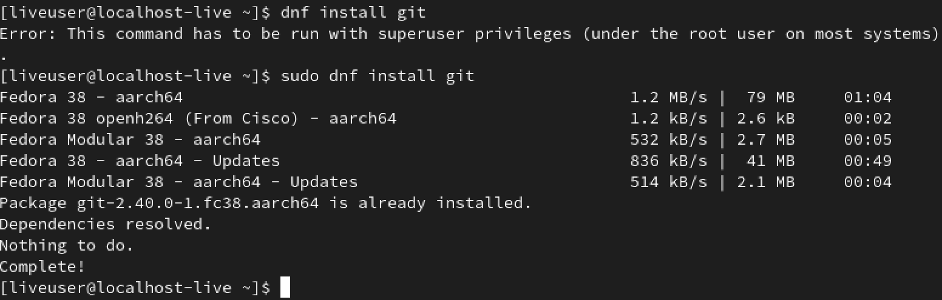 [liveuser@localhost-live ~]$ dnf install git
Error: This command has to be run with superuser privileges (under the root user on most systems)
.
[liveuser@localhost-live ~]$ sudo dnf install git
Fedora 38 - aarch64 1.2 MB/s | 79 MB 01:04
Fedora 38 openh264 (From Cisco) - aarch64 1.2 kB/s | 2.6 kB 00:02
Fedora Modular 38 - aarch64 532 kB/s | 2.7 MB 00:05
Fedora 38 - aarch64 - Updates 836 kB/s | 41 MB 00:49
Fedora Modular 38 - aarch64 - Updates 514 kB/s | 2.1 MB 00:04
Package git-2.40.0-1.fc38.aarch64 is already installed.
Dependencies resolved.
Nothing to do.
Complete!
[liveuser@localhost-live ~]$